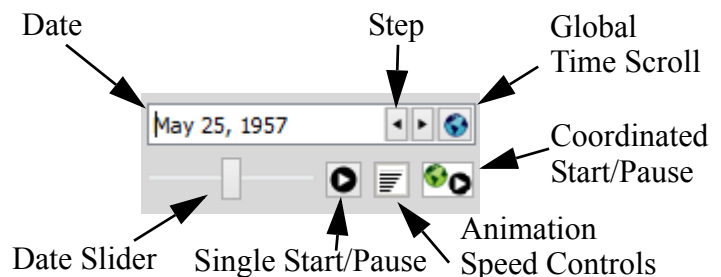 Date
Step
Global
Time Scroll
May 25, 1957
Coordinated
Start/Pause
Date Slider
Single Start/Pause
Animation
Speed Controls